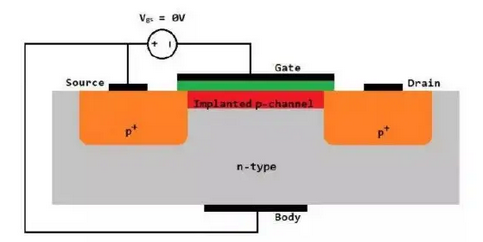 Vgs = 0V
+ -
Gate
Source
Drain
Implanted p-channel
p+
p+
n-type
Body